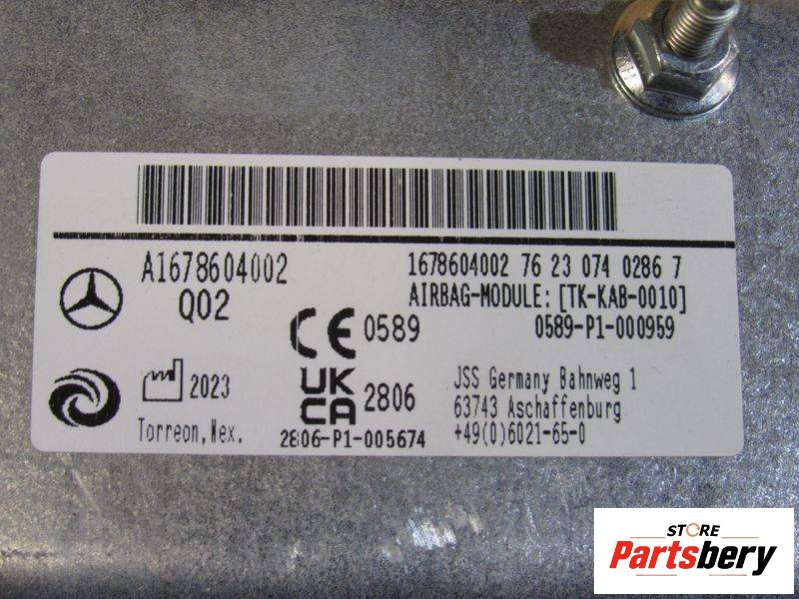 A1678604002
Q02
1678604002 76 23 074 0286 7
AIRBAG-MODULE: [TK-KAB-0010]
CE 0589
0589-P1-000959
2023
UK
CA 2806
Torreon, Mex.
2806-P1-005674
JSS Germany Bahnweg 1
63743 Aschaffenburg
+49(0)6021-65-0
STORE
Partsbery